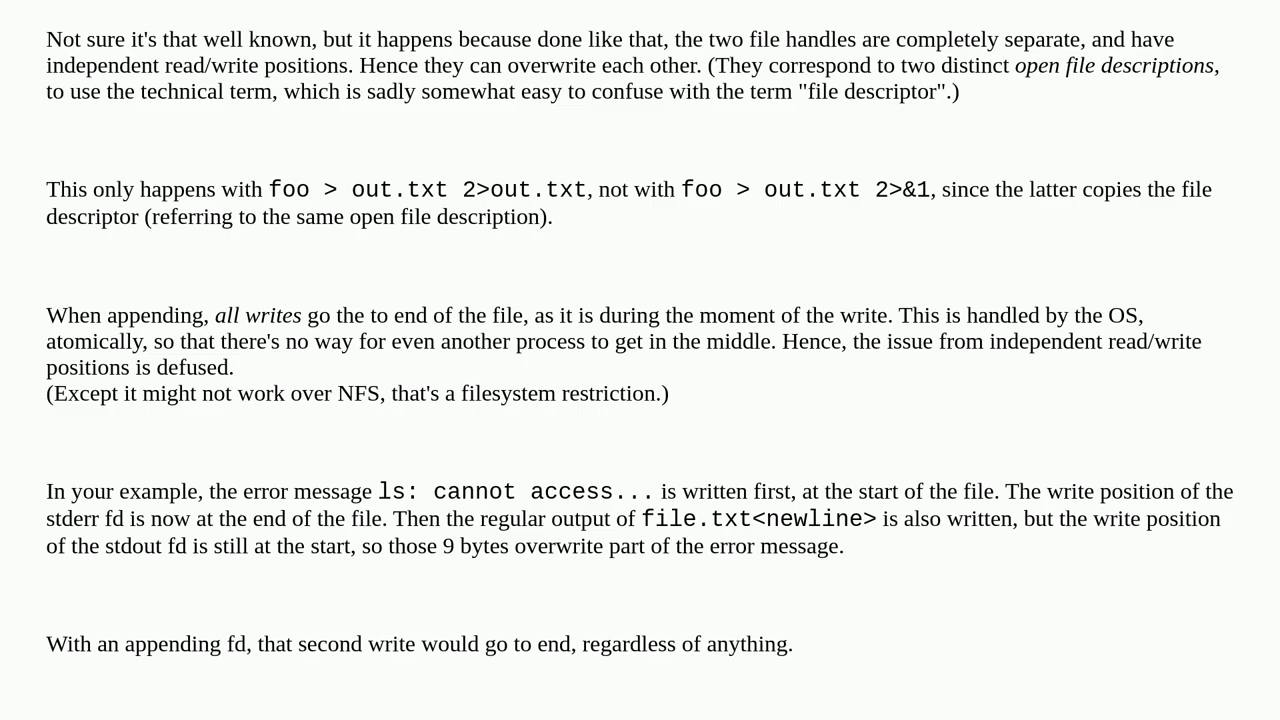 Not sure it's that well known, but it happens because done like that, the two file handles are completely separate, and have
independent read/write positions. Hence they can overwrite each other. (They correspond to two distinct open file descriptions,
to use the technical term, which is sadly somewhat easy to confuse with the term "file descriptor".)
This only happens with foo > out.txt 2>out.txt, not with foo > out.txt 2>&1, since the latter copies the file
descriptor (referring to the same open file description).
When appending, all writes go the to end of the file, as it is during the moment of the write. This is handled by the OS,
atomically, so that there's no way for even another process to get in the middle. Hence, the issue from independent read/write
positions is defused.
(Except it might not work over NFS, that's a filesystem restriction.)
In your example, the error message ls: cannot access... is written first, at the start of the file. The write position of the
stderr fd is now at the end of the file. Then the regular output of file.txt<newline> is also written, but the write position
of the stdout fd is still at the start, so those 9 bytes overwrite part of the error message.
With an appending fd, that second write would go to end, regardless of anything.